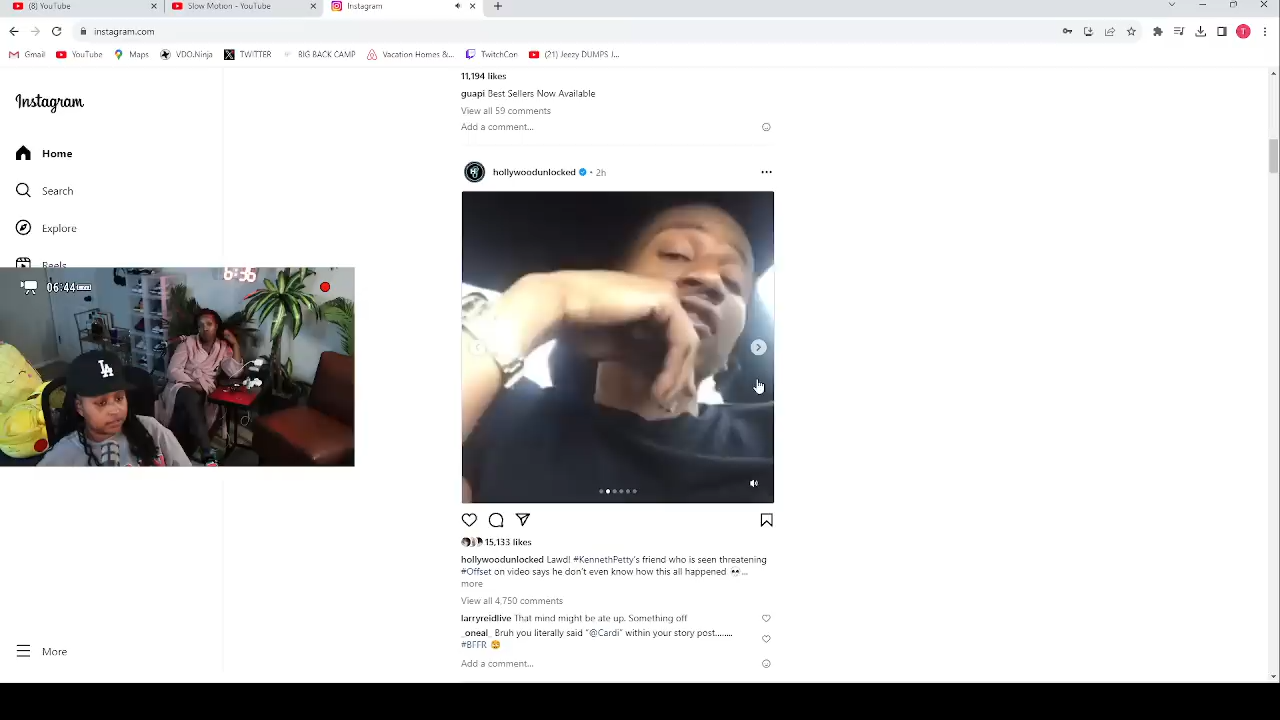 (8) YouTube
Slow Motion - YouTube
Instagram
instagram.com
Gmail
YouTube
Maps
VDO.Ninja
TWITTER
BIG BACK CAMP
Vacation Homes &...
TwitchCon
(21) Jeezy DUMPS J...
T
Instagram
Home
Search
Explore
Reels
More
11,194 likes
guapi Best Sellers Now Available
View all 59 comments
Add a comment...
hollywoodunlocked • 2h
15,133 likes
hollywoodunlocked Lawd! #KennethPetty's friend who is seen threatening
#Offset on video says he don't even know how this all happened 👀...
more
View all 4,750 comments
larryreidlive That mind might be ate up. Something off
_oneal_ Bruh you literally said "@Cardi" within your story post........
#BFFR 😩
Add a comment...
6:36
06:44
LA